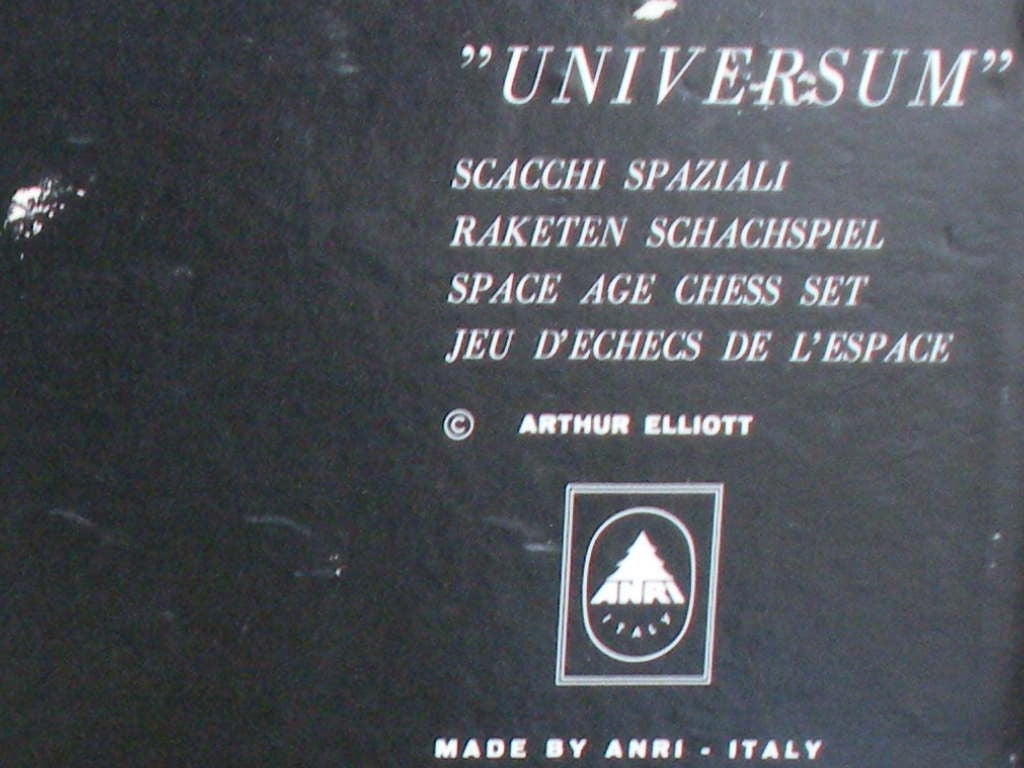 "UNIVERSUM"
SCACCHI SPAZIALI
RAKETEN SCHACHSPIEL
SPACE AGE CHESS SET
JEU D'ECHECS DE L'ESPACE
© ARTHUR ELLIOTT
ANRI
ITALY
MADE BY ANRI - ITALY